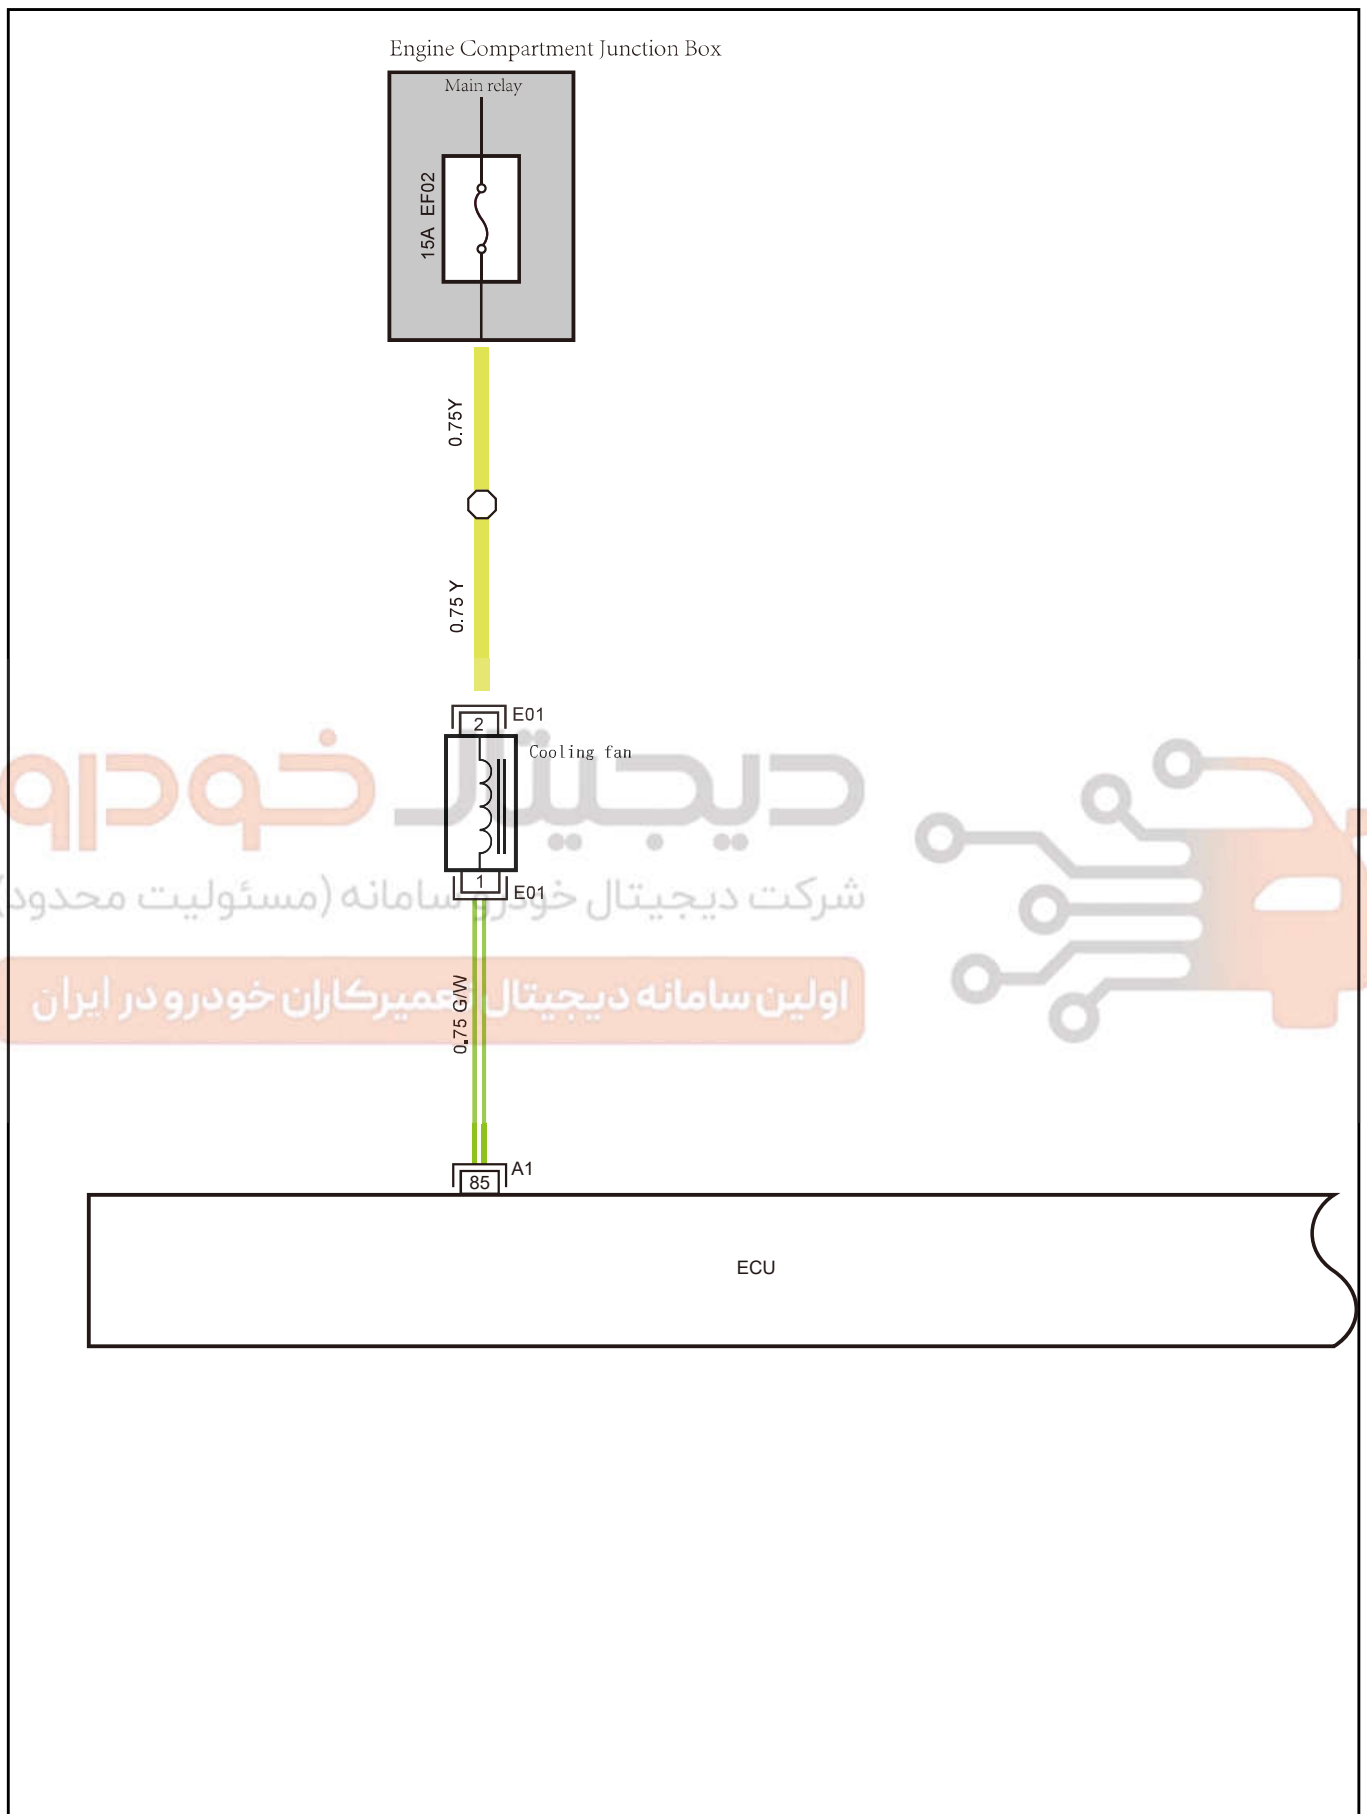 Engine Compartment Junction Box
Main relay
15A EF02
0.75Y
0.75 Y
2
E01
Cooling fan
دیجیتال خودرو
1
E01
شرکت دیجیتال خودرو سامانه (مسئولیت محدود)
اولین سامانه دیجیتال تعمیرکاران خودرو در ایران
0.75 G/W
A1
85
ECU